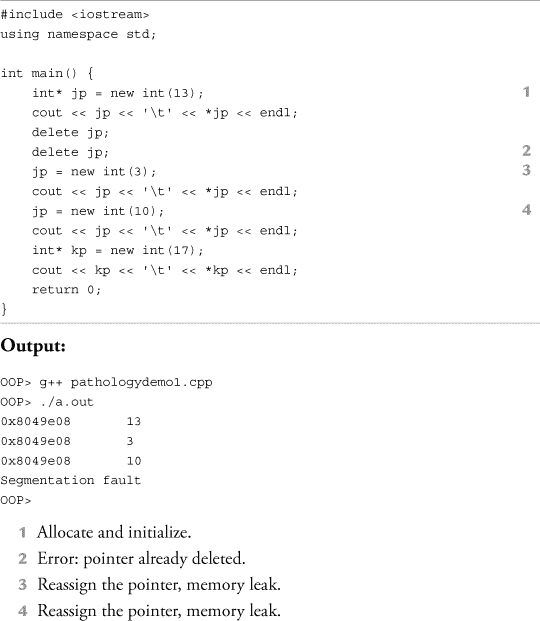 #include <iostream>
using namespace std;
int main() {
    int* jp = new int(13); 1
    cout << jp << '\t' << *jp << endl;
    delete jp;
    delete jp; 2
    jp = new int(3); 3
    cout << jp << '\t' << *jp << endl;
    jp = new int(10); 4
    cout << jp << '\t' << *jp << endl;
    int* kp = new int(17);
    cout << kp << '\t' << *kp << endl;
    return 0;
}
Output:
OOP> g++ pathologydemo1.cpp
OOP> ./a.out
0x8049e08 13
0x8049e08 3
0x8049e08 10
Segmentation fault
OOP>
1 Allocate and initialize.
2 Error: pointer already deleted.
3 Reassign the pointer, memory leak.
4 Reassign the pointer, memory leak.